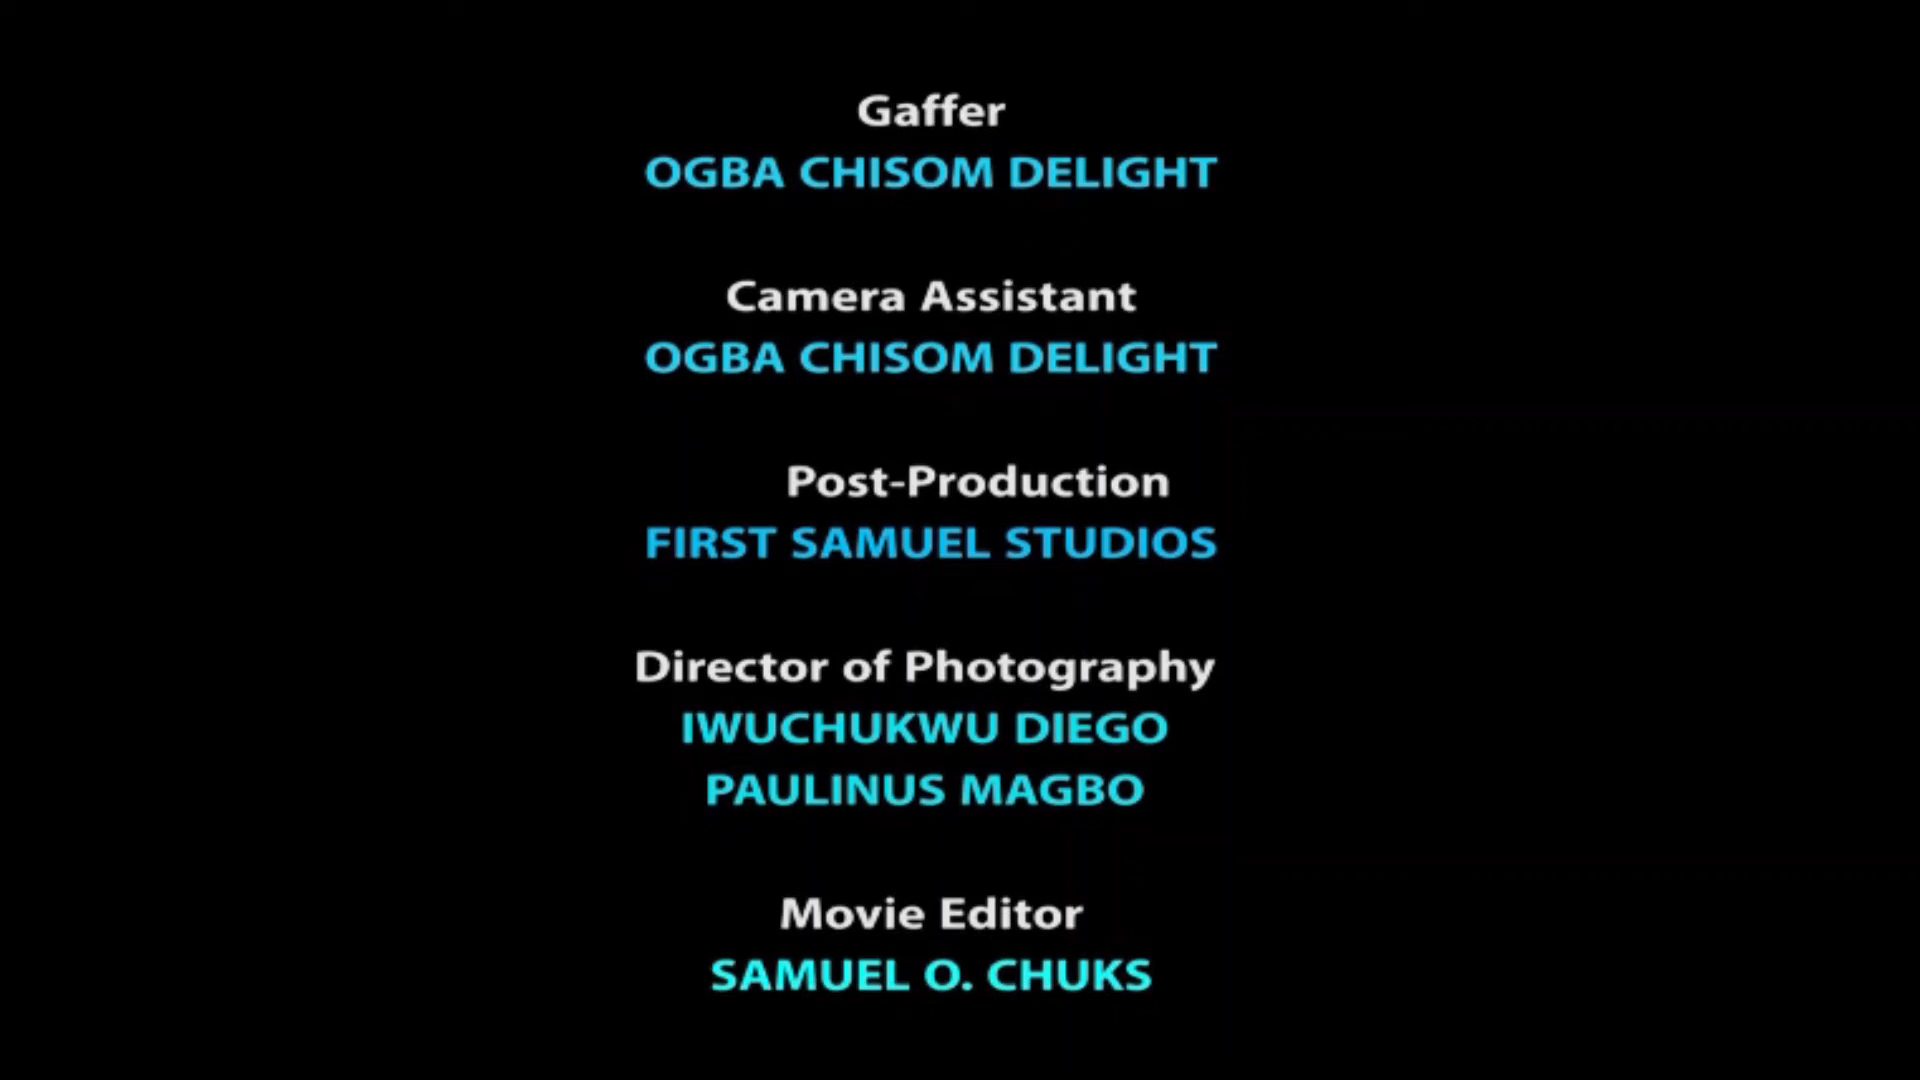 Gaffer
OGBA CHISOM DELIGHT
Camera Assistant
OGBA CHISOM DELIGHT
Post-Production
FIRST SAMUEL STUDIOS
Director of Photography
IWUCHUKWU DIEGO
PAULINUS MAGBO
Movie Editor
SAMUEL O. CHUKS